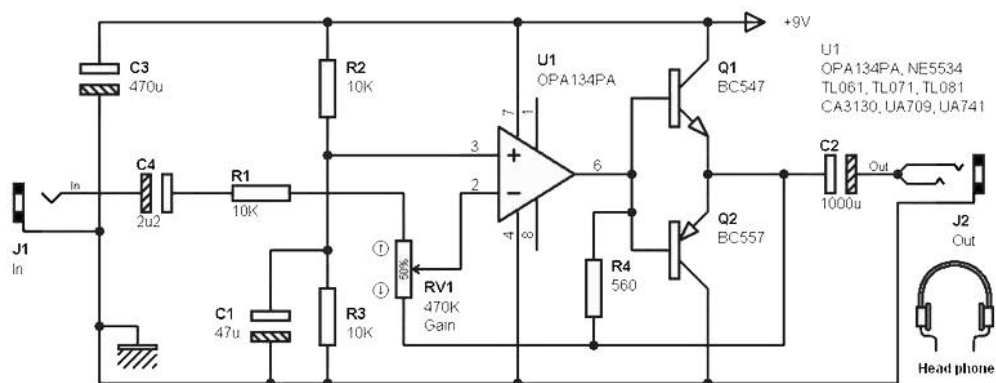 +9V
C3
470u
R2
10K
U1
OPA134PA
Q1
BC547
U1
OPA134PA, NE5534
TL061, TL071, TL081
CA3130, UA709, UA741
7
1
3
+
6
2
−
4
8
C4
2u2
In
R1
10K
J1
In
C2
1000u
Out
J2
Out
Q2
BC557
50%
RV1
470K
Gain
R4
560
C1
47u
R3
10K
Head phone